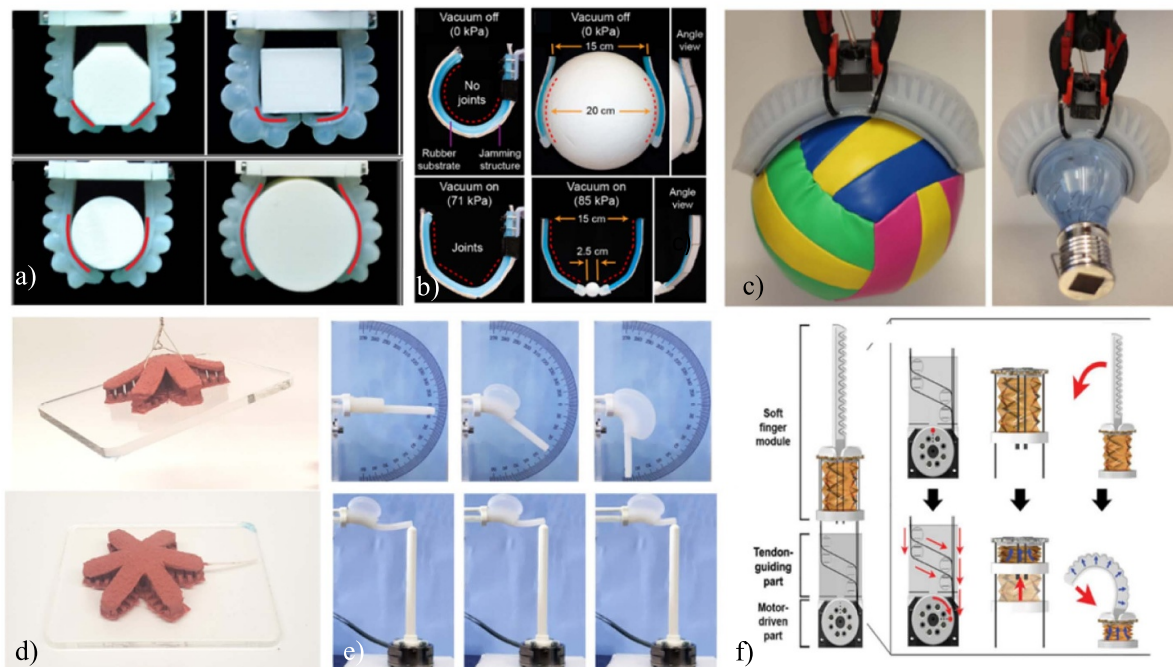 a)
b)
Vacuum off
(0 kPa)
No
joints
Rubber
substrate
Jamming
structure
Vacuum off
(0 kPa)
15 cm
20 cm
Angle
view
Vacuum on
(71 kPa)
Joints
Vacuum on
(85 kPa)
15 cm
2.5 cm
Angle
view
c)
d)
e)
f)
Soft
finger
module
Tendon-
guiding
part
Motor-
driven
part